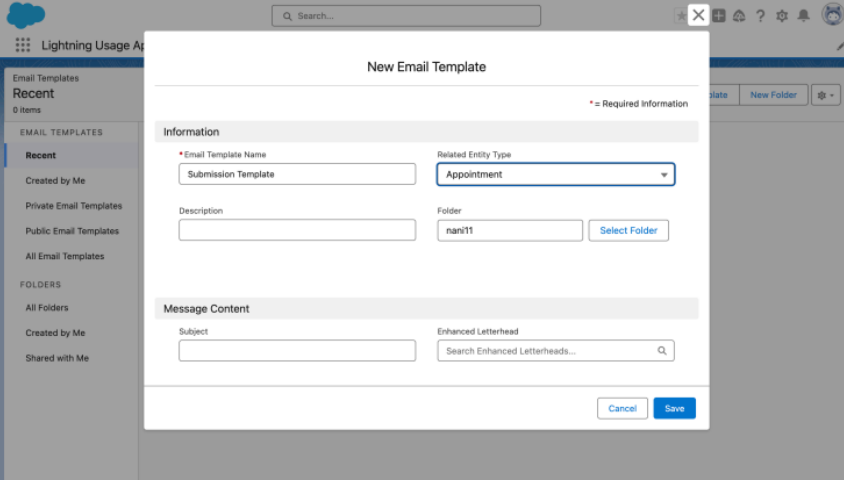 Search...
Lightning Usage Ap
Email Templates
Recent
0 items
New Folder
EMAIL TEMPLATES
Recent
Created by Me
Private Email Templates
Public Email Templates
All Email Templates
FOLDERS
All Folders
Created by Me
Shared with Me
New Email Template
* = Required Information
Information
* Email Template Name
Related Entity Type
Submission Template
Appointment
Description
Folder
nani11
Select Folder
Message Content
Subject
Enhanced Letterhead
Search Enhanced Letterheads...
Cancel
Save